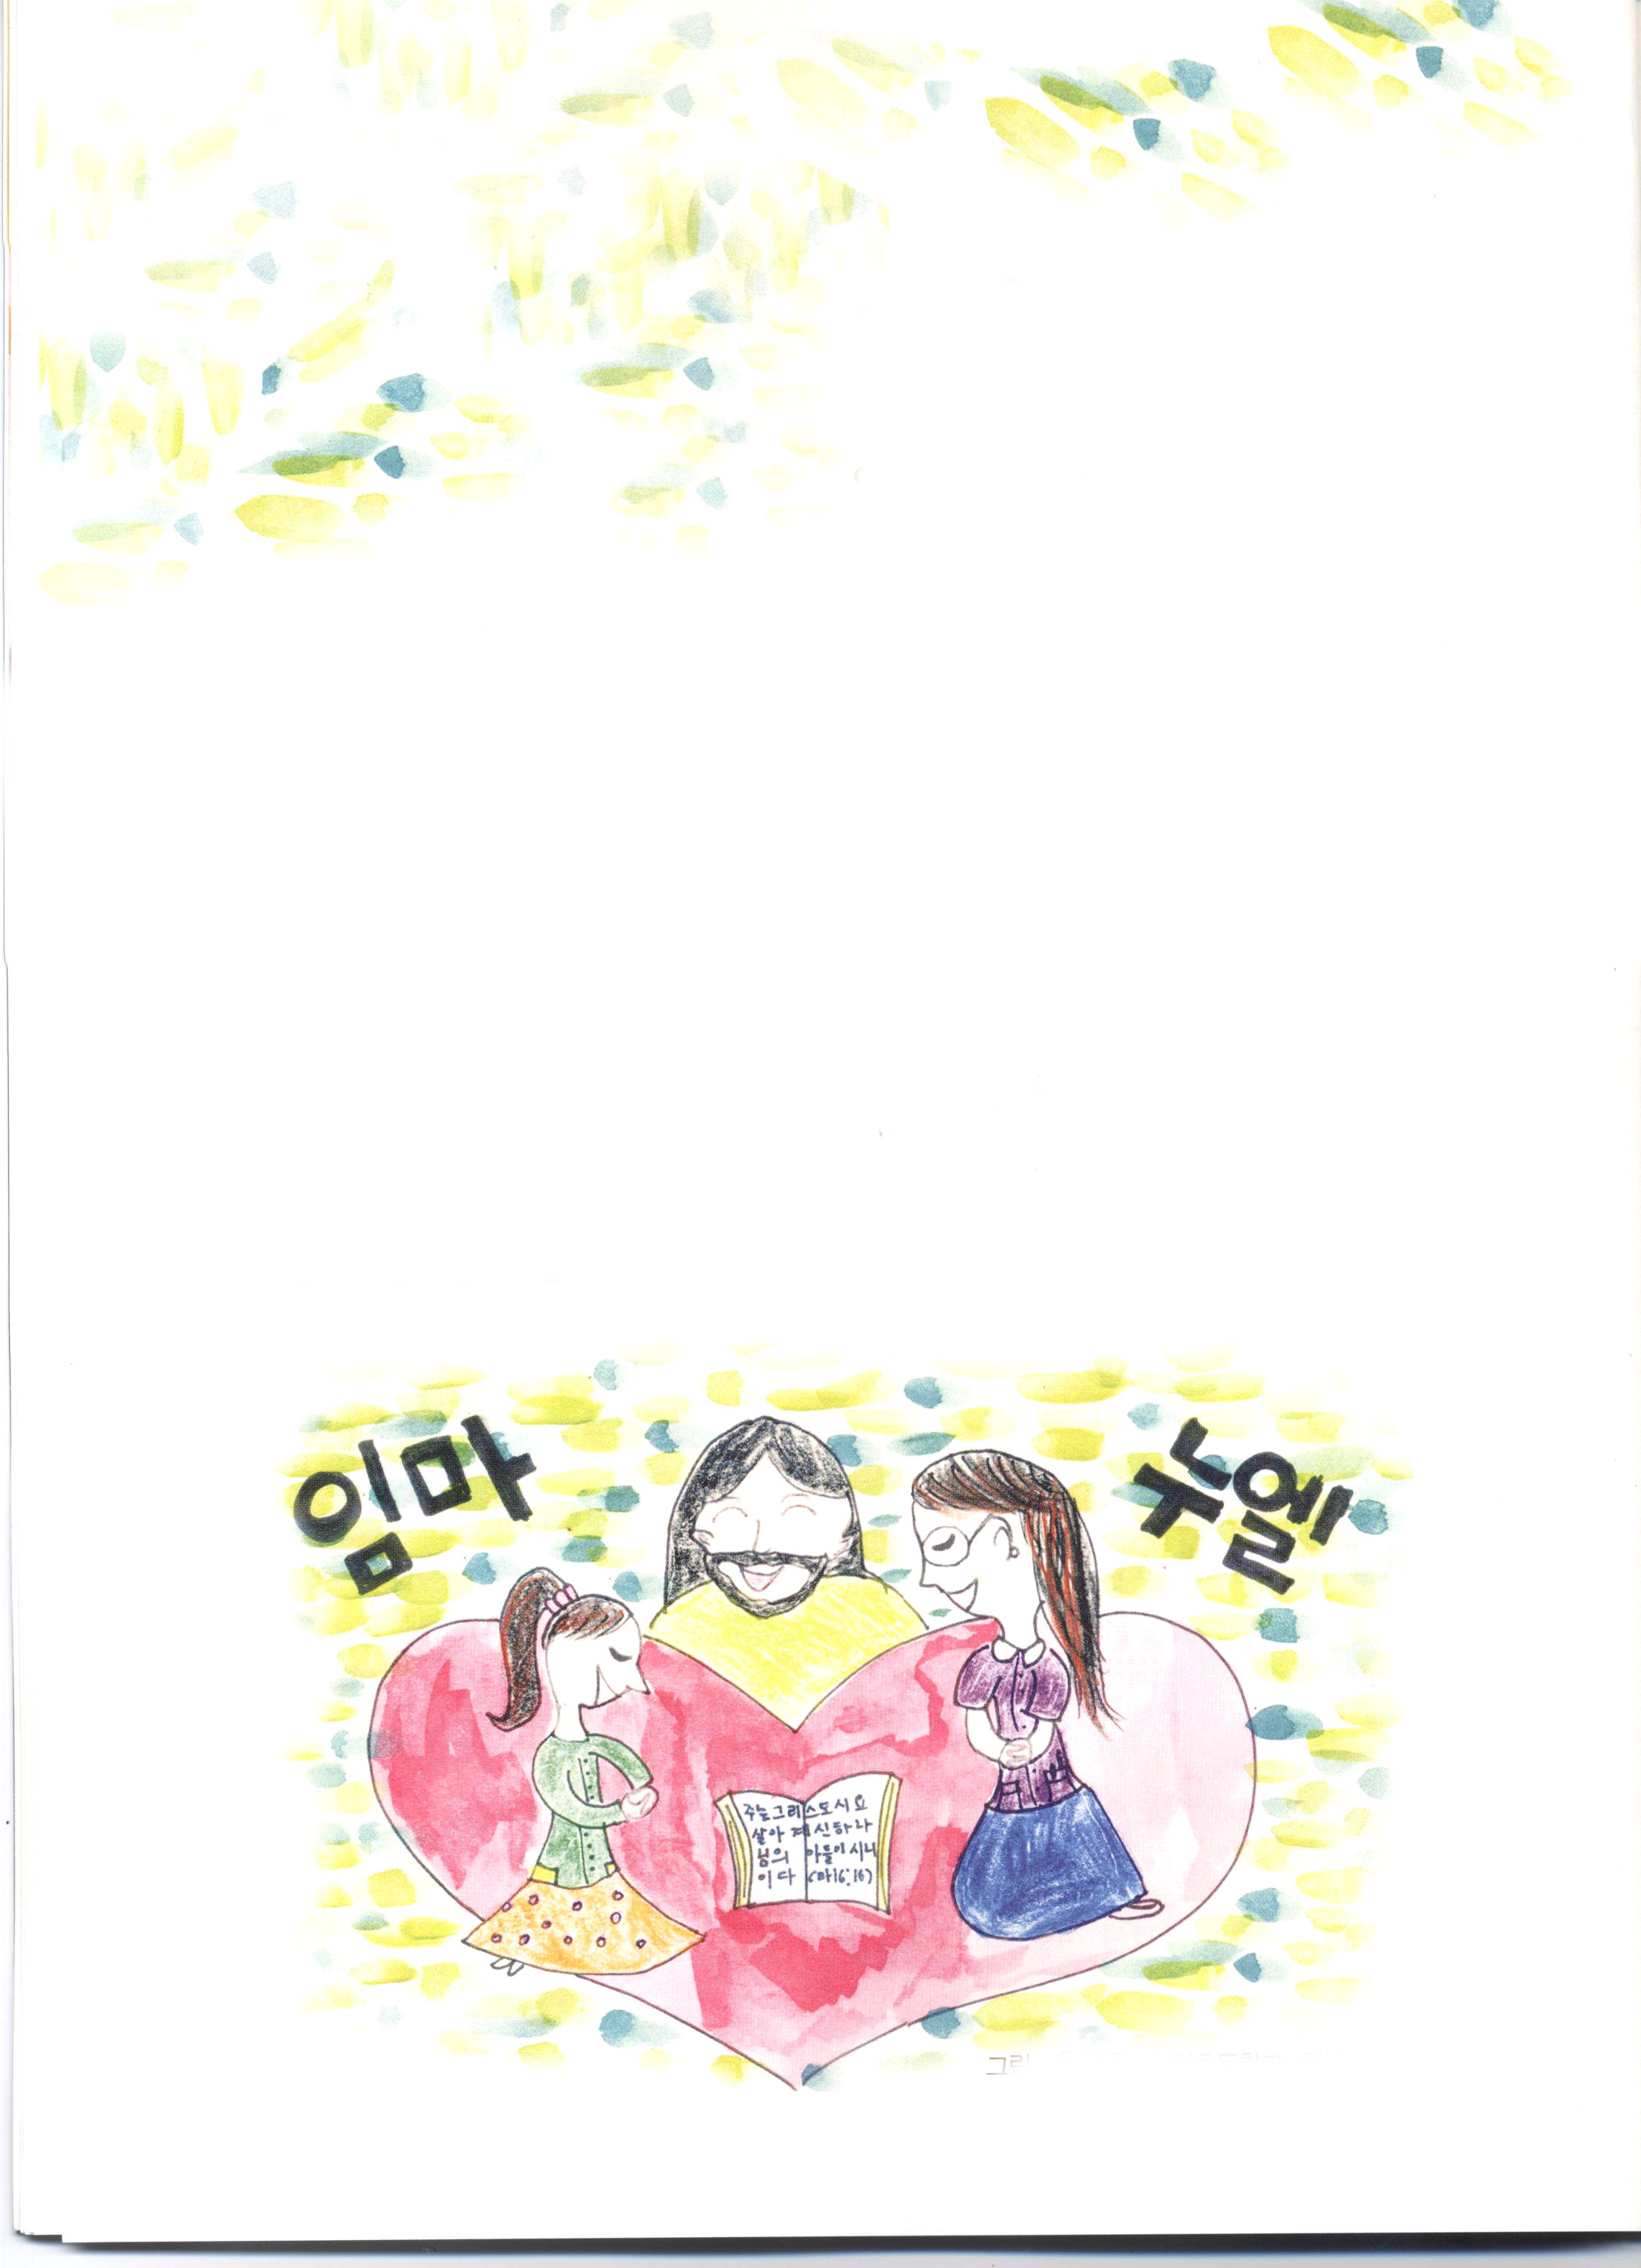 임마
누엘
주는그리스도시요
살아계신하나
님의 아들이시니
이다 (마16:16)